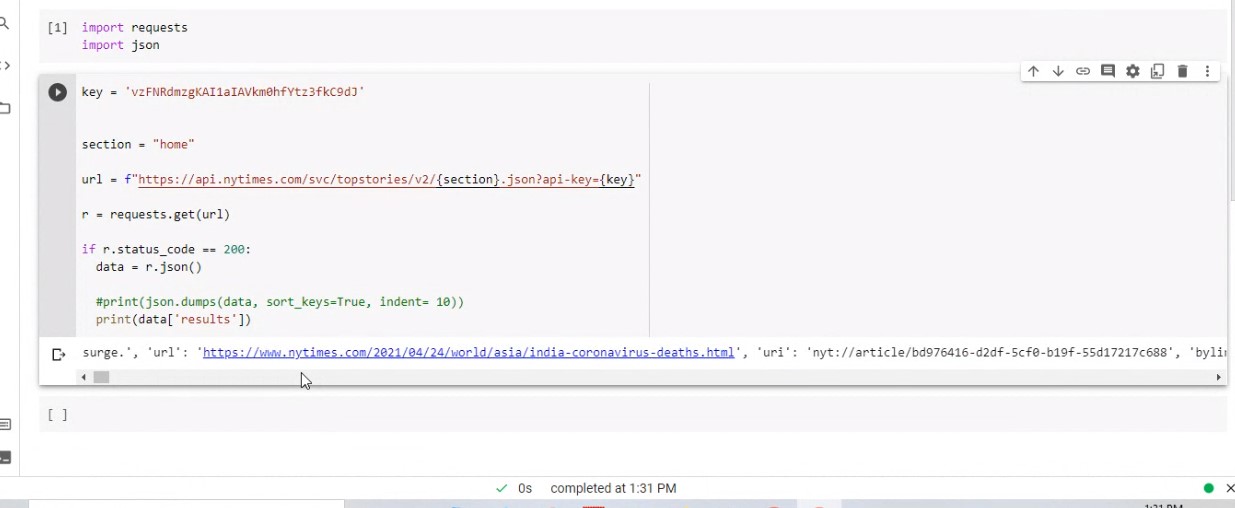 [1] import requests
import json
key = 'vzFNRdmzgKAI1aIAVkm0hfYtz3fkC9dJ'
section = "home"
url = f"https://api.nytimes.com/svc/topstories/v2/{section}.json?api-key={key}"
r = requests.get(url)
if r.status_code == 200:
data = r.json()
#print(json.dumps(data, sort_keys=True, indent= 10))
print(data['results'])
surge.', 'url': 'https://www.nytimes.com/2021/04/24/world/asia/india-coronavirus-deaths.html', 'uri': 'nyt://article/bd976416-d2df-5cf0-b19f-55d17217c688',
[ ]
0s completed at 1:31 PM